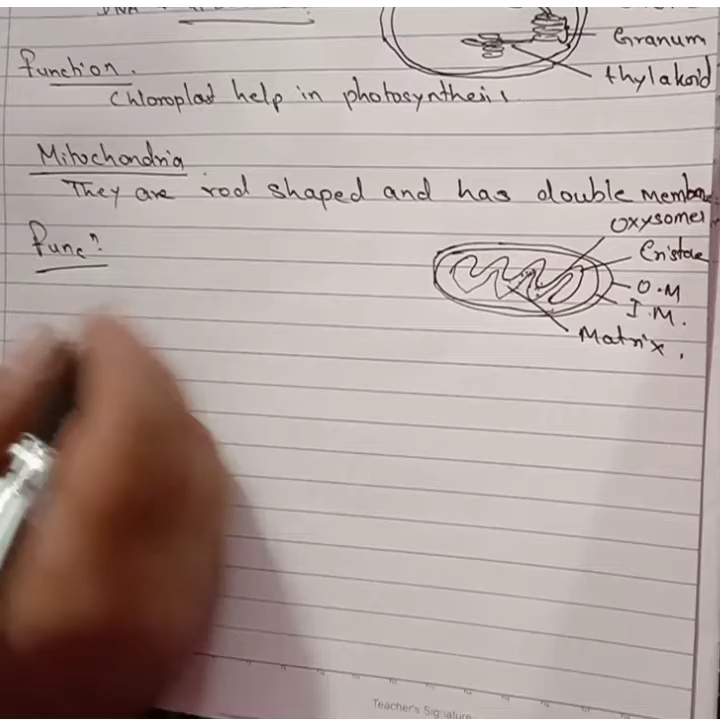 Granum
Thylakoid
Function.
Chloroplast help in photosynthesis.
Mitochondria
They are rod shaped and has double membane
Oxysomes
Cristae
Func?
O.M
I.M.
Matrix.
Teacher's Signature